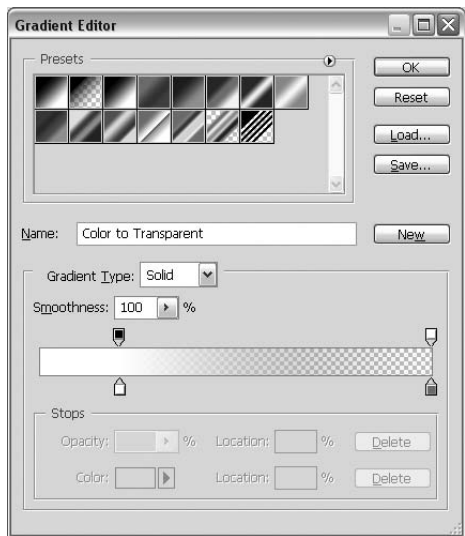 Gradient Editor
Presets
OK
Reset
Load...
Save...
Name: Color to Transparent
New
Gradient Type: Solid
Smoothness: 100 %
Stops
Opacity: % Location: % Delete
Color: Location: % Delete